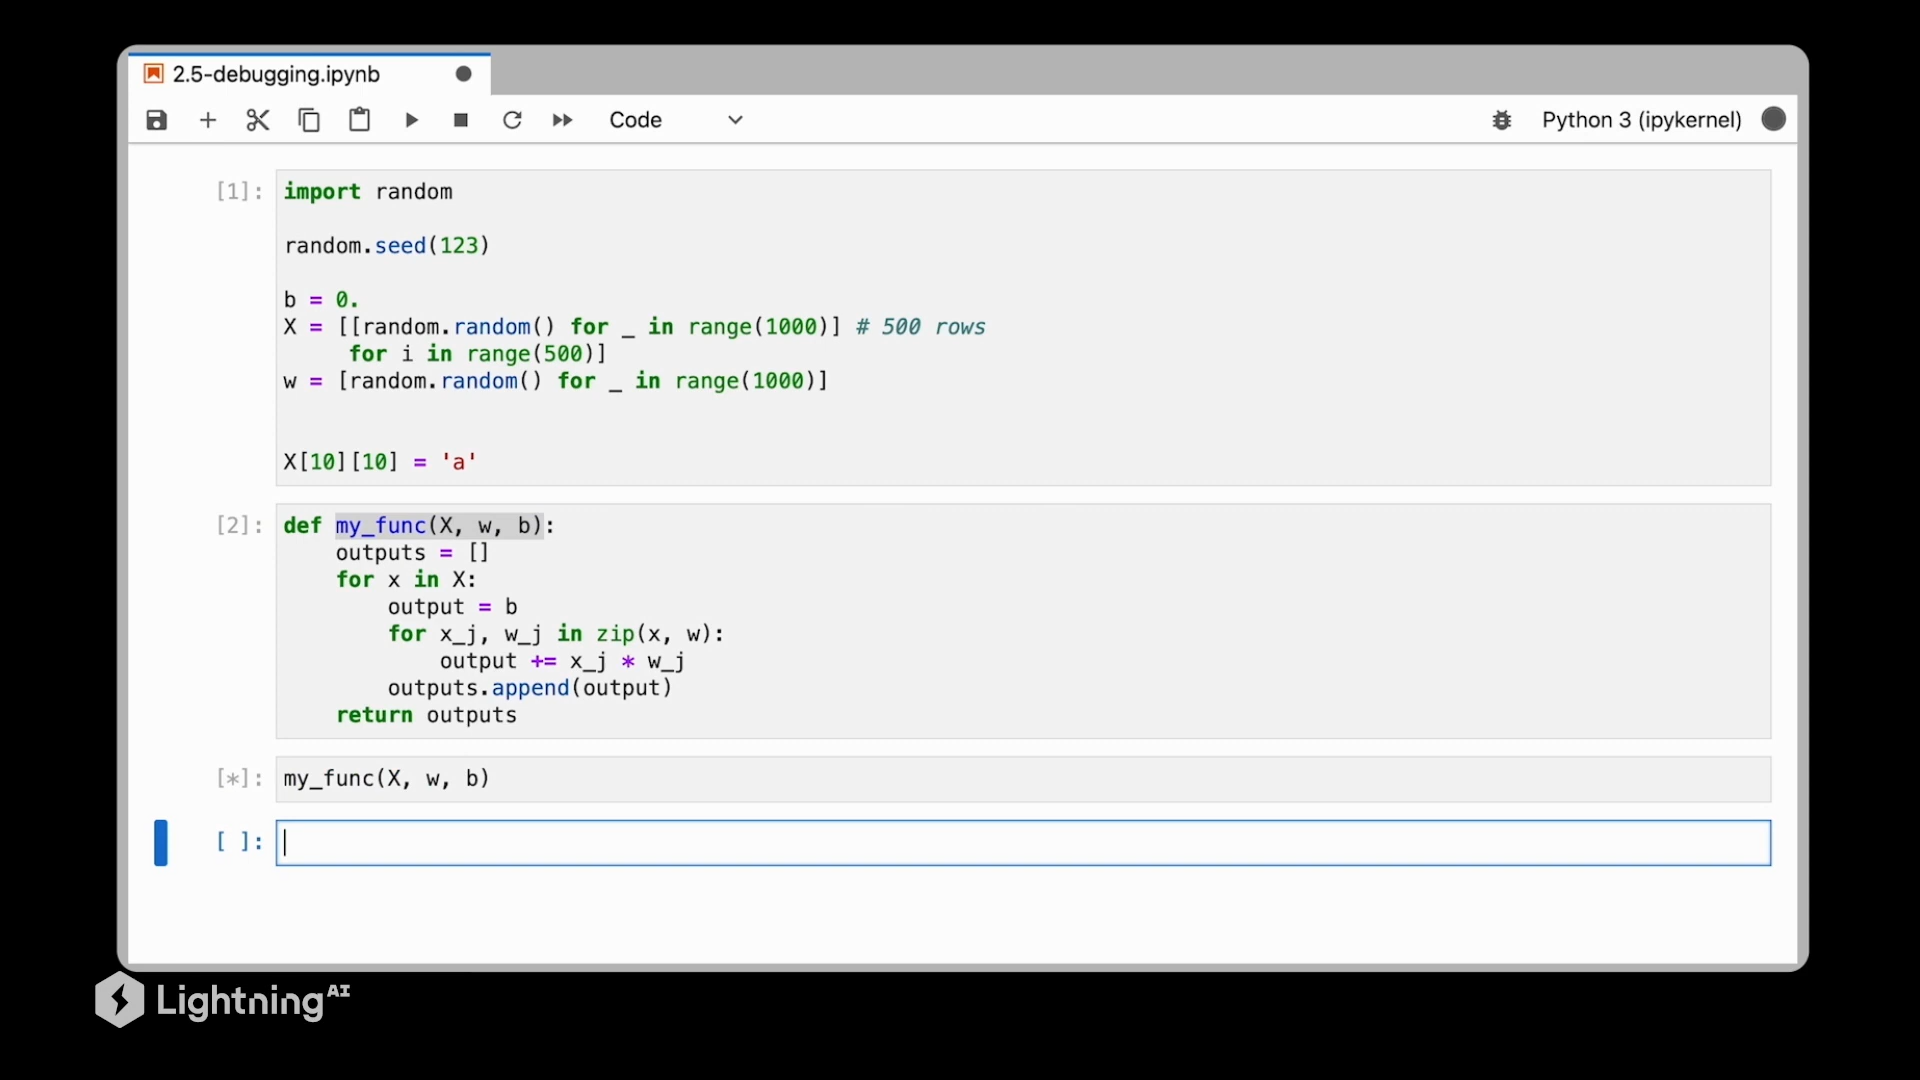 2.5-debugging.ipynb
Code
Python 3 (ipykernel)
[1]:
import random
random.seed(123)
b = 0.
X = [[random.random() for _ in range(1000)] # 500 rows
     for i in range(500)]
w = [random.random() for _ in range(1000)]
X[10][10] = 'a'
[2]:
def my_func(X, w, b):
    outputs = []
    for x in X:
        output = b
        for x_j, w_j in zip(x, w):
            output += x_j * w_j
        outputs.append(output)
    return outputs
[*]:
my_func(X, w, b)
[ ]:
Lightning AI